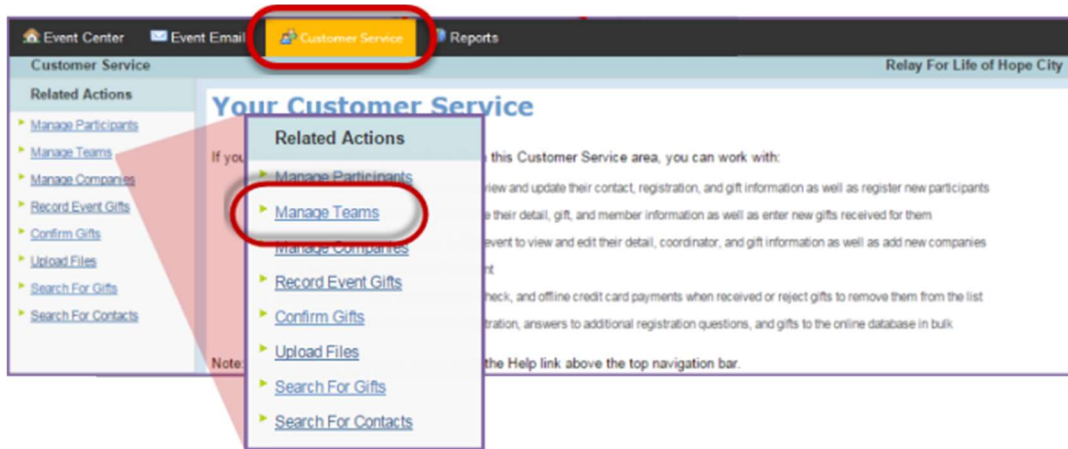 Event Center Event Email Customer Service Reports
Customer Service Relay For Life of Hope City
Related Actions
Manage Participants
Manage Teams
Manage Companies
Record Event Gifts
Confirm Gifts
Upload Files
Search For Gifts
Search For Contacts
Your Customer Service
If you this Customer Service area, you can work with:
view and update their contact, registration, and gift information as well as register new participants
their detail, gift, and member information as well as enter new gifts received for them
event to view and edit their detail, coordinator, and gift information as well as add new companies
check, and offline credit card payments when received or reject gifts to remove them from the list
answers to additional registration questions, and gifts to the online database in bulk
Note: the Help link above the top navigation bar.
Related Actions
Manage Participants
Manage Teams
Manage Companies
Record Event Gifts
Confirm Gifts
Upload Files
Search For Gifts
Search For Contacts